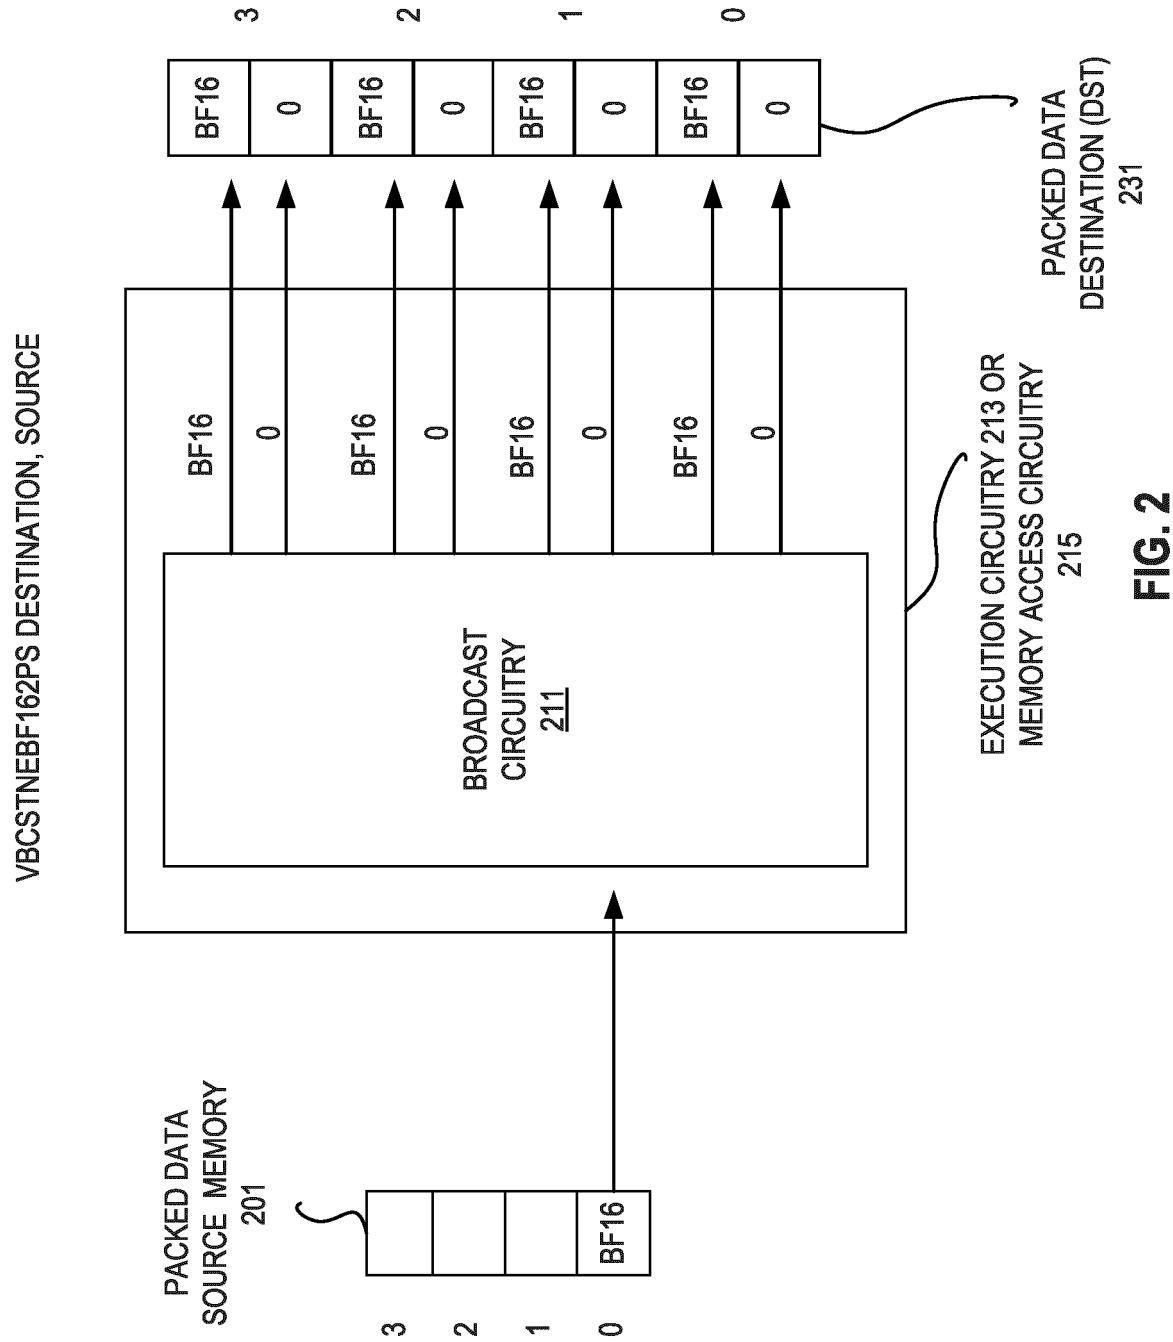 VBCSTNEBF162PS DESTINATION, SOURCE
PACKED DATA
SOURCE MEMORY
201
3
2
1
0
BF16
BROADCAST
CIRCUITRY
211
BF16
0
BF16
0
BF16
0
BF16
0
EXECUTION CIRCUITRY 213 OR
MEMORY ACCESS CIRCUITRY
215
3
2
1
0
BF16
0
BF16
0
BF16
0
BF16
0
PACKED DATA
DESTINATION (DST)
231
FIG. 2